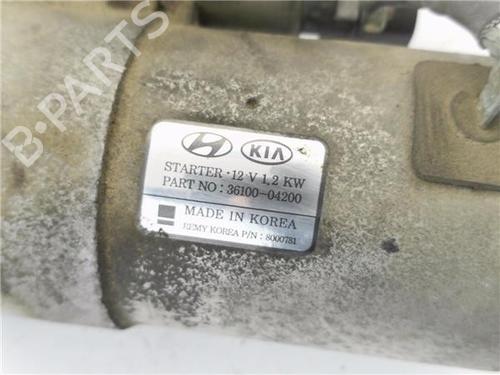 B-PARTS
KIA
STARTER · 12 V 1,2 KW
PART NO : 36100-04200
MADE IN KOREA
REMY KOREA P/N : 8000781